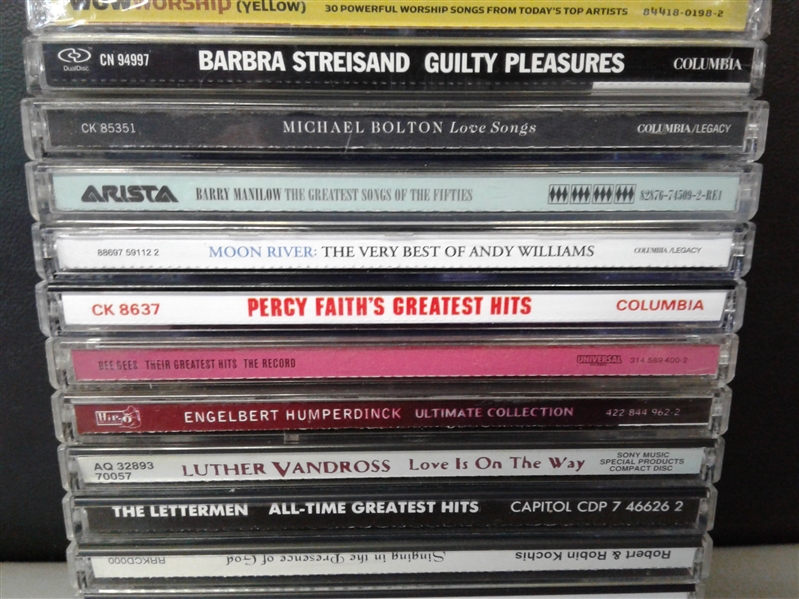 WOW WORSHIP (YELLOW) 30 POWERFUL WORSHIP SONGS FROM TODAY'S TOP ARTISTS 84418-0198-2
DualDisc CN 94997 BARBRA STREISAND GUILTY PLEASURES COLUMBIA
CK 85351 MICHAEL BOLTON Love Songs COLUMBIA/LEGACY
ARISTA BARRY MANILOW THE GREATEST SONGS OF THE FIFTIES 82876-74509-2-RE1
88697 59112 2 MOON RIVER: THE VERY BEST OF ANDY WILLIAMS COLUMBIA/LEGACY
CK 8637 PERCY FAITH'S GREATEST HITS COLUMBIA
BEE GEES THEIR GREATEST HITS THE RECORD UNIVERSAL 314 589 400-2
Hip-O ENGELBERT HUMPERDINCK ULTIMATE COLLECTION 422 844 962-2
AQ 32893 70057 LUTHER VANDROSS Love Is On The Way SONY MUSIC SPECIAL PRODUCTS COMPACT DISC
THE LETTERMEN ALL-TIME GREATEST HITS CAPITOL CDP 7 46626 2
Robert & Robin Kochis Singing in the Presence of God RRKCD000